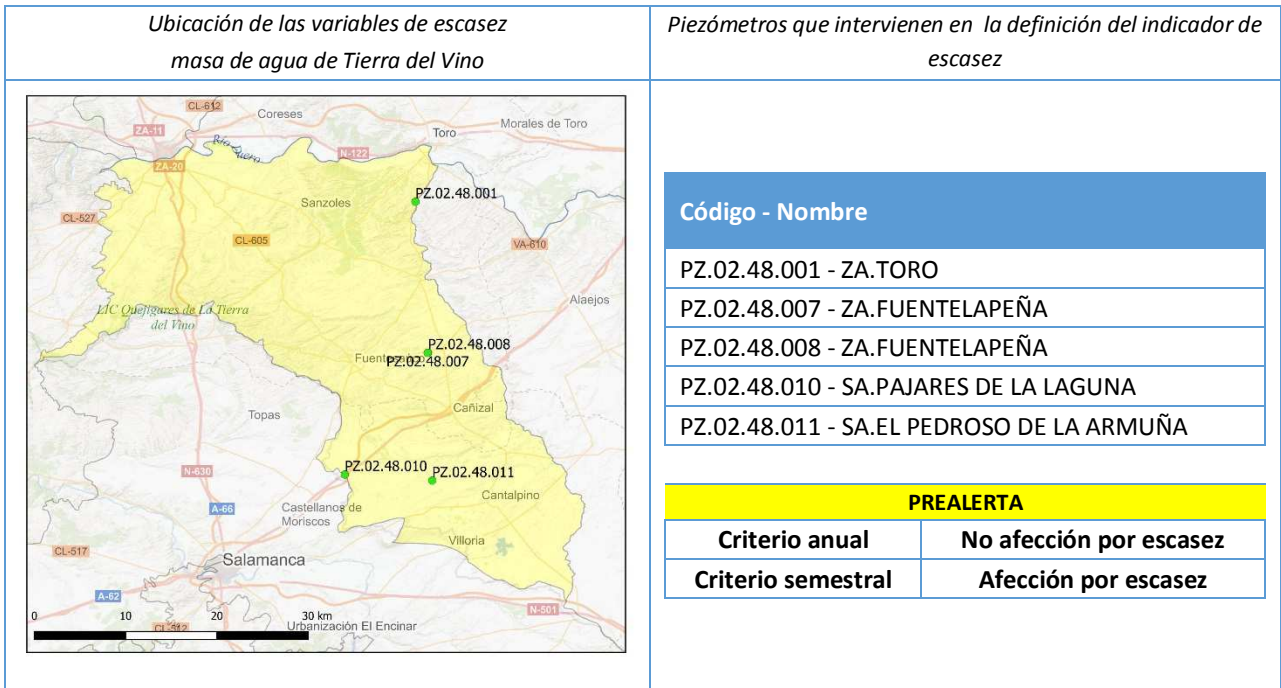 Ubicación de las variables de escasez
masa de agua de Tierra del Vino
Piezómetros que intervienen en la definición del indicador de
escasez
CL-612
Coreses
ZA-11
Morales de Toro
Toro
Río Duero
N-122
ZA-20
PZ.02.48.001
Sanzoles
CL-527
CL-605
VA-610
LIC Quejigares de La Tierra
del Vino
Alaejos
PZ.02.48.008
PZ.02.48.007
Cañizal
Topas
PZ.02.48.010
PZ.02.48.011
N-630
Cantalpino
A-66
Castellanos de
Moriscos
Villoria
CL-517
Salamanca
A-62
N-501
0 10 20 30 km
CL-512
Urbanización El Encinar
Código - Nombre
PZ.02.48.001 - ZA.TORO
PZ.02.48.007 - ZA.FUENTELAPEÑA
PZ.02.48.008 - ZA.FUENTELAPEÑA
PZ.02.48.010 - SA.PAJARES DE LA LAGUNA
PZ.02.48.011 - SA.EL PEDROSO DE LA ARMUÑA
PREALERTA
Criterio anual No afección por escasez
Criterio semestral Afección por escasez